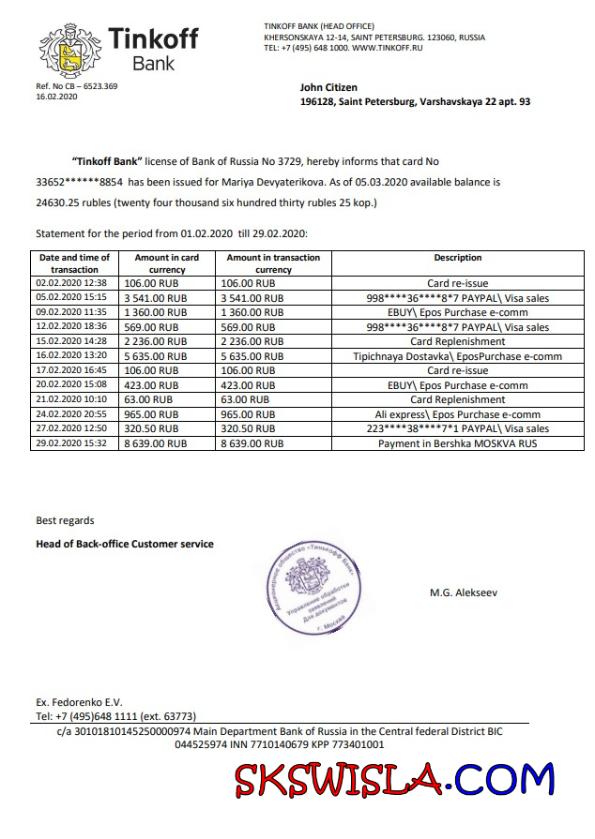 Tinkoff
Bank
TINKOFF BANK (HEAD OFFICE)
KHERSONSKAYA 12-14, SAINT PETERSBURG. 123060, RUSSIA
TEL: +7 (495) 648 1000. WWW.TINKOFF.RU
Ref. No CB – 6523.369
16.02.2020
John Citizen
196128, Saint Petersburg, Varshavskaya 22 apt. 93
“Tinkoff Bank” license of Bank of Russia No 3729, hereby informs that card No
33652******8854 has been issued for Mariya Devyaterikova. As of 05.03.2020 available balance is
24630.25 rubles (twenty four thousand six hundred thirty rubles 25 kop.)
Statement for the period from 01.02.2020 till 29.02.2020:
Date and time of transaction Amount in card currency Amount in transaction currency Description
02.02.2020 12:38 106.00 RUB 106.00 RUB Card re-issue
05.02.2020 15:15 3 541.00 RUB 3 541.00 RUB 998****36****8*7 PAYPAL\ Visa sales
09.02.2020 11:35 1 360.00 RUB 1 360.00 RUB EBUY\ Epos Purchase e-comm
12.02.2020 18:36 569.00 RUB 569.00 RUB 998****36****8*7 PAYPAL\ Visa sales
15.02.2020 14:28 2 236.00 RUB 2 236.00 RUB Card Replenishment
16.02.2020 13:20 5 635.00 RUB 5 635.00 RUB Tipichnaya Dostavka\ EposPurchase e-comm
17.02.2020 16:45 106.00 RUB 106.00 RUB Card re-issue
20.02.2020 15:08 423.00 RUB 423.00 RUB EBUY\ Epos Purchase e-comm
21.02.2020 10:10 63.00 RUB 63.00 RUB Card Replenishment
24.02.2020 20:55 965.00 RUB 965.00 RUB Ali express\ Epos Purchase e-comm
27.02.2020 12:50 320.50 RUB 320.50 RUB 223****38****7*1 PAYPAL\ Visa sales
29.02.2020 15:32 8 639.00 RUB 8 639.00 RUB Payment in Bershka MOSKVA RUS
Best regards
Head of Back-office Customer service
Акционерное общество «Тинькофф Банк»
Управление обработки
заявлений
Для документов
г. Москва
M.G. Alekseev
Ex. Fedorenko E.V.
Tel: +7 (495)648 1111 (ext. 63773)
c/a 30101810145250000974 Main Department Bank of Russia in the Central federal District BIC
044525974 INN 7710140679 KPP 773401001
SKSWISLA.COM